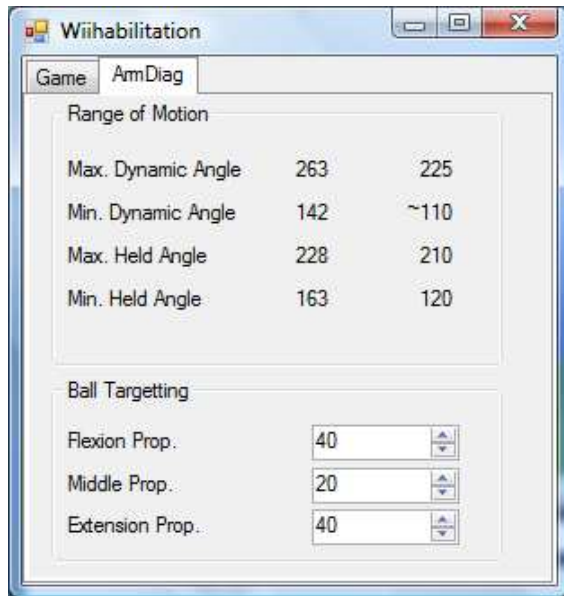 Wiihabilitation
Game ArmDiag
Range of Motion
Max. Dynamic Angle 263 225
Min. Dynamic Angle 142 ~110
Max. Held Angle 228 210
Min. Held Angle 163 120
Ball Targetting
Flexion Prop. 40
Middle Prop. 20
Extension Prop. 40